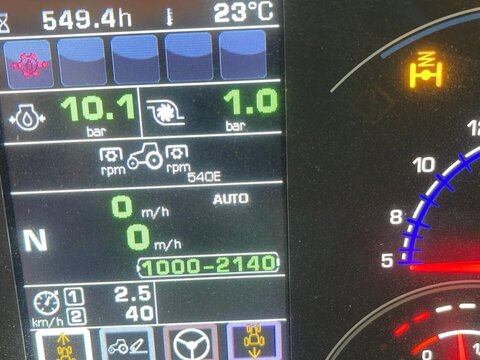 549.4h 23°C
10.1 bar 1.0 bar
rpm rpm 540E
0 m/h AUTO
N 0 m/h
1000-2140
1 2.5
km/h 2 40
12
10
8
5
0